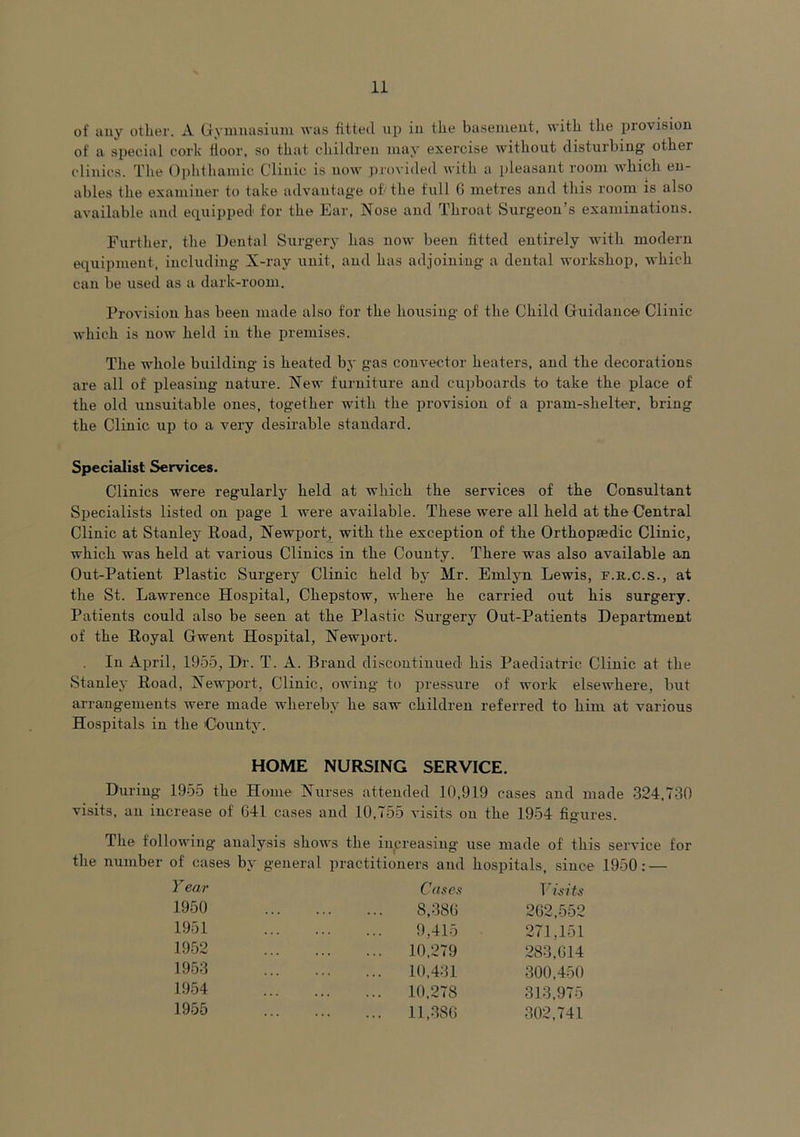 11
of any other. A Gymnasium was fitted up in the basement, with the provision
of a special cork floor, so that children may exercise without disturbing other
clinics. The Ophthamic Clinic is now provided with a pleasant room which en-
ables the examiner to take advantage of the full 6 metres and this room is also
available and equipped for the Ear, Nose and Throat Surgeon's examinations.
Further, the Dental Surgery has now been fitted entirely with modern
equipment, including X-ray unit, and has adjoining a dental workshop, which
can be used as a dark-room.
Provision has been made also for the housing of the Child Guidance Clinic
which is now held in the premises.
The whole building is heated by gas convector heaters, and the decorations
are all of pleasing nature. New furniture and cupboards to take the place of
the old unsuitable ones, together with the provision of a pram-shelter, bring
the Clinic up to a very desirable standard.
Specialist Services.
Clinics were regularly held at which the services of the Consultant
Specialists listed on page 1 were available. These were all held at the Central
Clinic at Stanley Road, Newport, with the exception of the Orthopædic Clinic,
which was held at various Clinics in the County. There was also available an
Out-Patient Plastic Surgery Clinic held by Mr. Emlyn Lewis, F.R.C.S., at
the St. Lawrence Hospital, Chepstow, where he carried out his surgery.
Patients could also be seen at the Plastic Surgery Out-Patients Department
of the Royal Gwent Hospital, Newport.
In April, 1955, Dr. T. A. Brand discontinued his Paediatric Clinic at the
Stanley Road, Newport, Clinic, owing to pressure of work elsewhere, but
arrangements were made whereby he saw children referred to him at various
Hospitals in the County.
HOME NURSING SERVICE.
During 1955 the Home Nurses attended 10,919 cases and made 324,730
visits, an increase of 641 cases and 10,755 visits on the 1954 figures.
The following analysis shows the increasing use made of this service for
the number of cases by general practitioners and hospitals, since 1950: —
Year Cases Visits
1950 ... ... ... 8,386 262,552
1951 ... ... ... 9,415 271,151
1952 ... ... ... 10,279 283,614
1953 ... ... ... 10,431 300,450
1954 ... ... ... 10,278 313,975
1955 ... ... ... 11,386 302,741